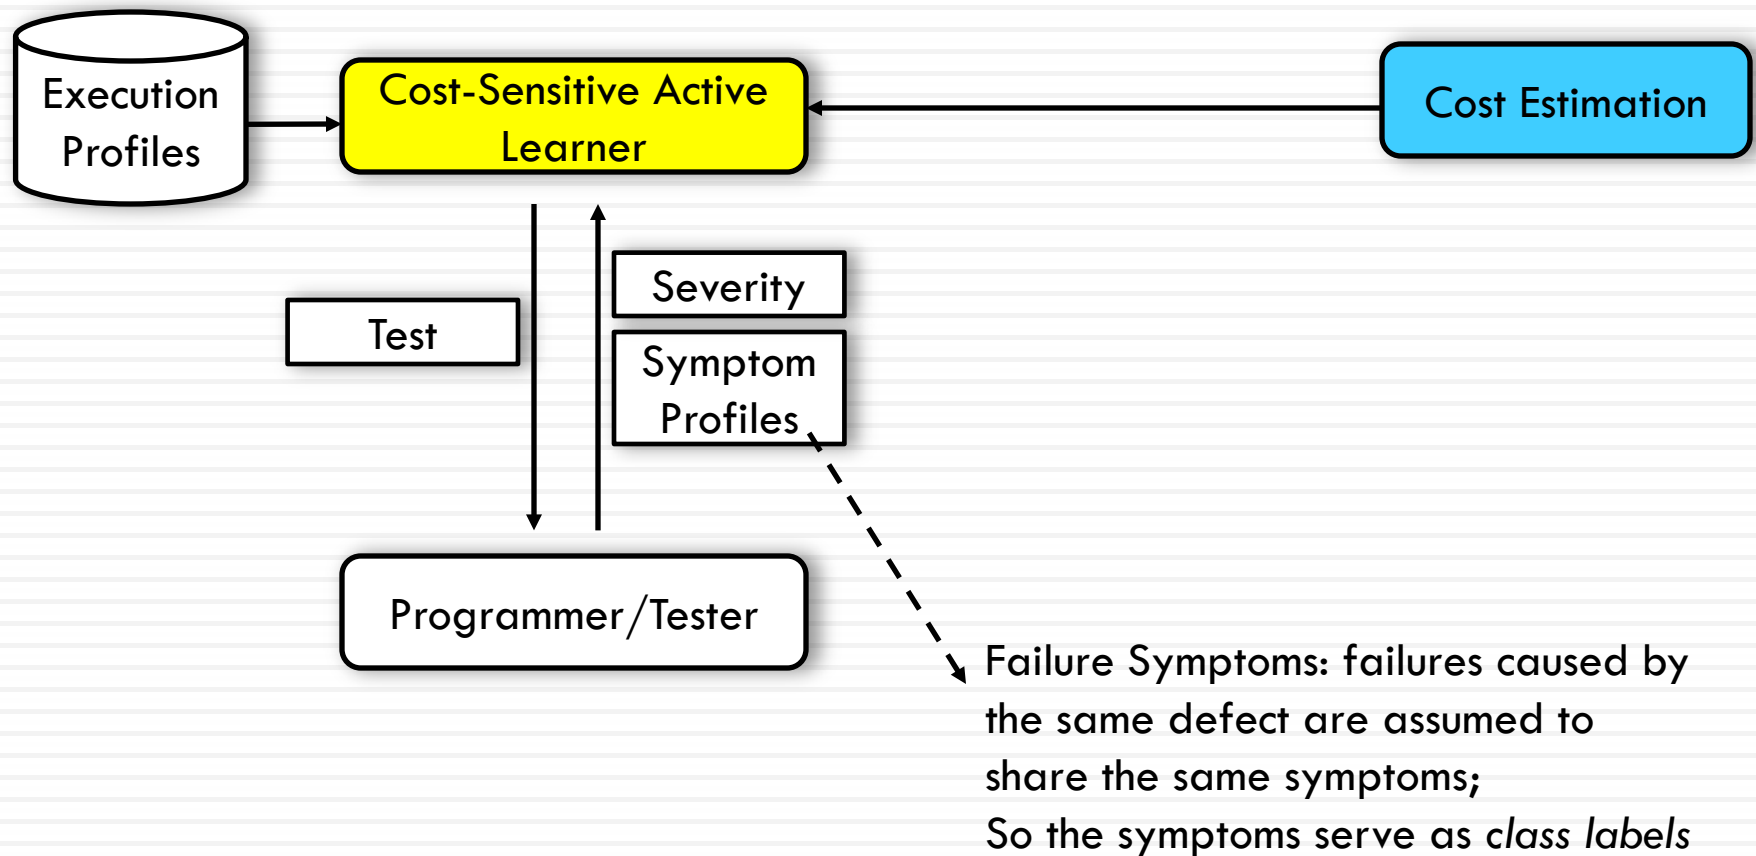 Execution
Profiles
Cost-Sensitive Active
Learner
Cost Estimation
Test
Severity
Symptom
Profiles
Programmer/Tester
Failure Symptoms: failures caused by
the same defect are assumed to
share the same symptoms;
So the symptoms serve as class labels